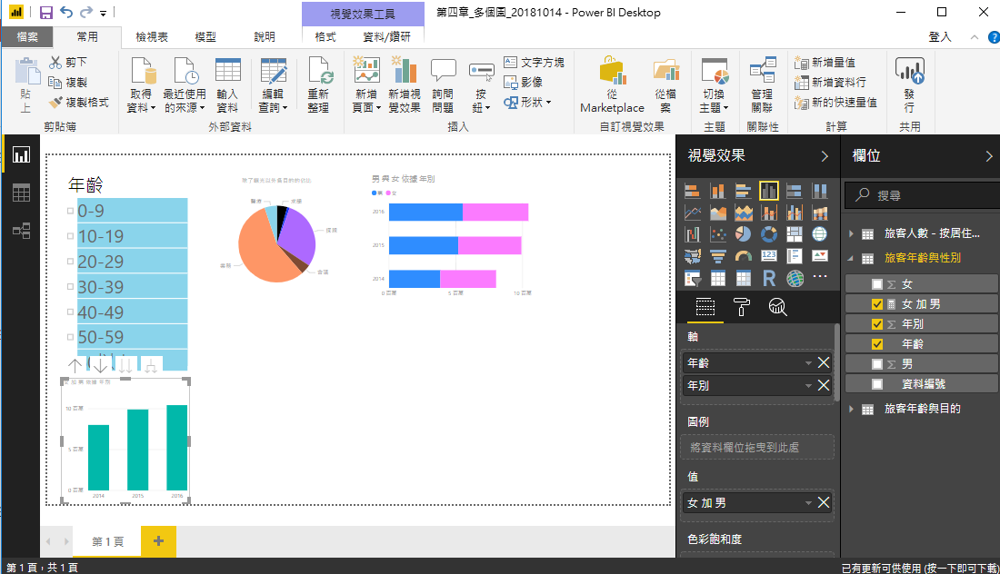 視覺效果工具
第四章_多個圖_20181014 - Power BI Desktop
檔案
常用
檢視表
模型
說明
格式
資料/鑽研
登入
貼上
剪下
複製
複製格式
剪貼簿
取得資料
最近使用的來源
輸入資料
編輯查詢
重新整理
外部資料
新增頁面
新增視覺效果
詢問問題
按鈕
文字方塊
影像
形狀
插入
從 Marketplace
從檔案
自訂視覺效果
切換主題
主題
管理關聯
關聯性
新增量值
新增資料行
新的快速量值
計算
發行
共用
年齡
0-9
10-19
20-29
30-39
40-49
50-59
男 與 女 依據 年別
男 女
2016
2015
2014
0 百萬
5 百萬
10 百萬
女 加 男 依據 年別
10 百萬
5 百萬
0 百萬
2014
2015
2016
視覺效果
軸
年齡
年別
圖例
將資料欄位拖曳到此處
值
女 加 男
色彩飽和度
欄位
搜尋
旅客人數 - 按居住...
旅客年齡與性別
女
女 加 男
年別
年齡
男
資料編號
旅客年齡與目的
第 1 頁
第 1 頁，共 1 頁
已有更新可供使用 (按一下即可下載)